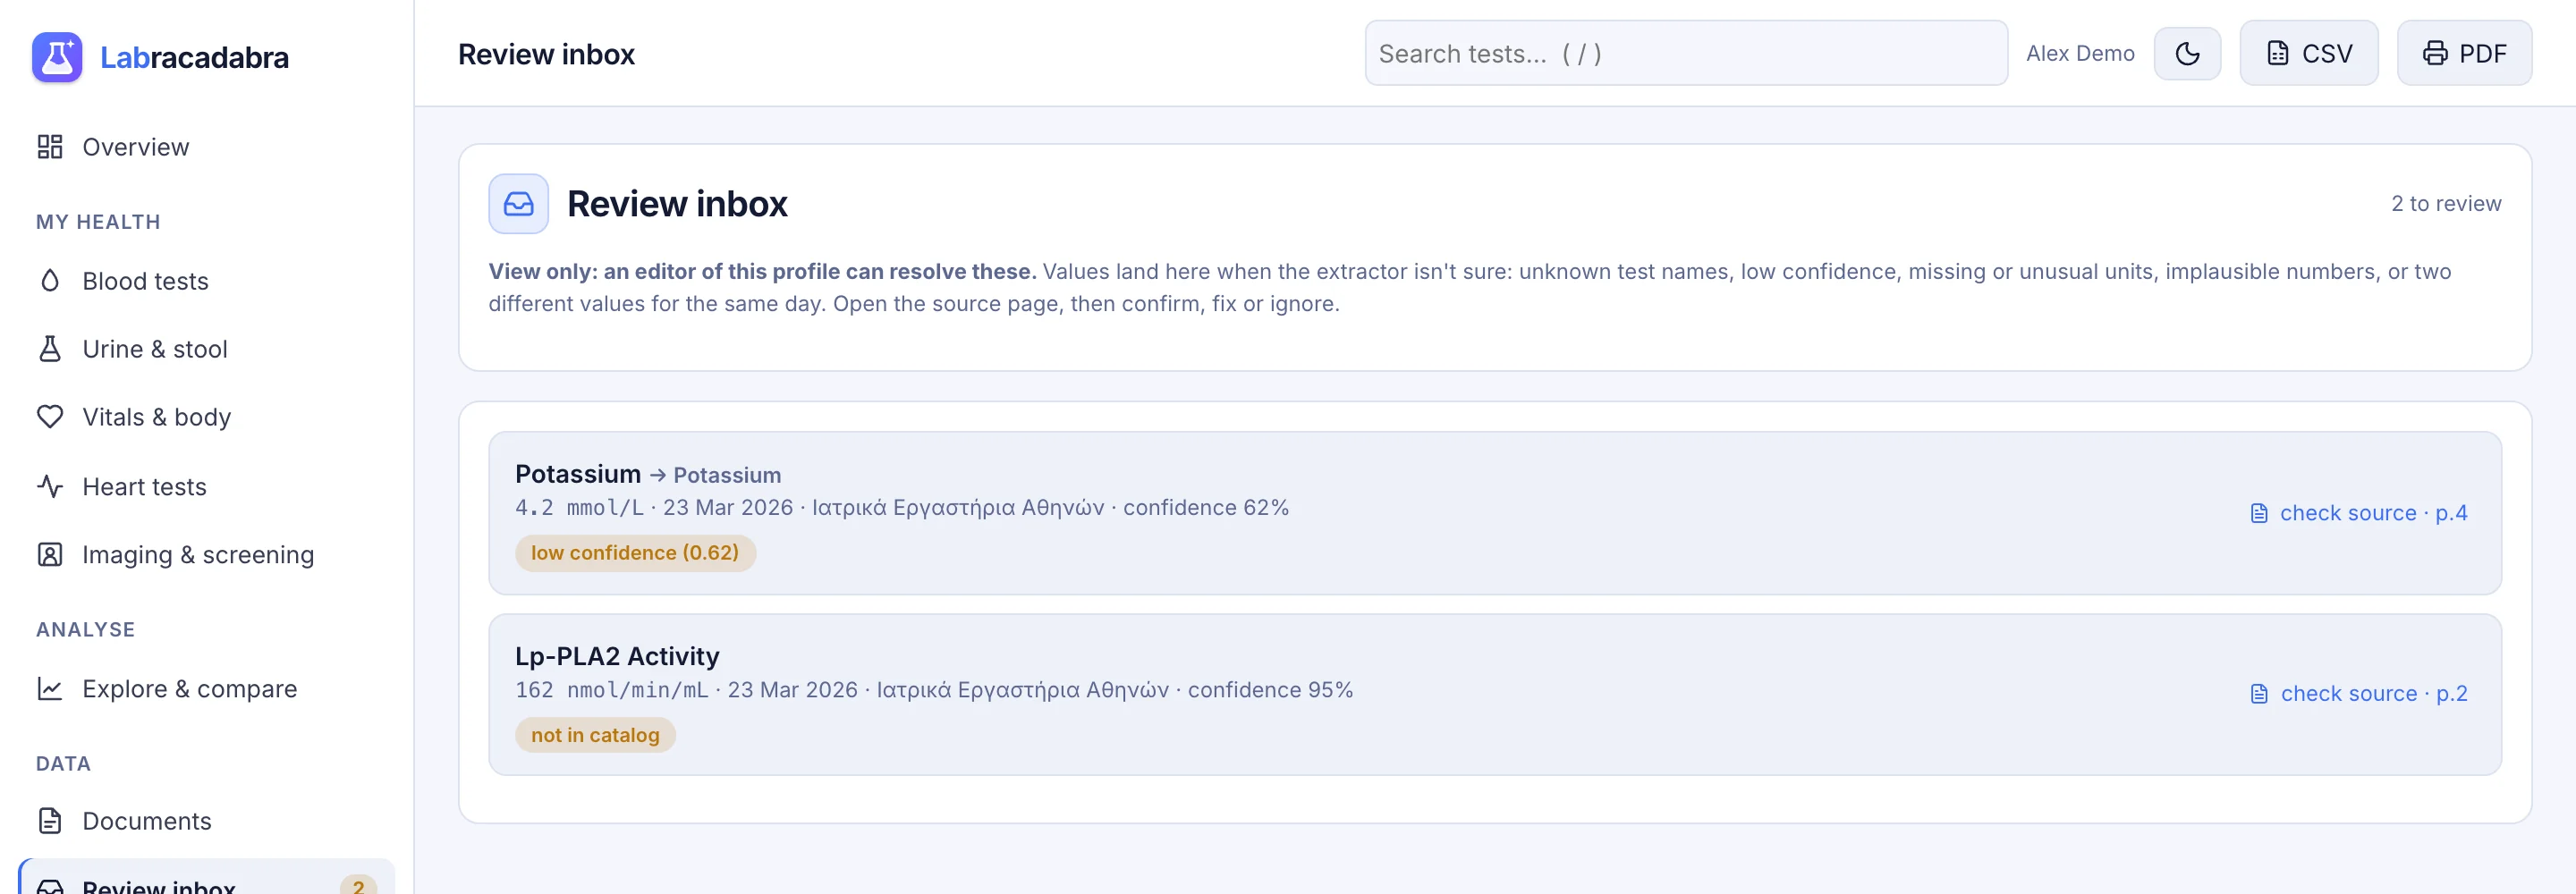 Labracadabra
Overview
MY HEALTH
Blood tests
Urine & stool
Vitals & body
Heart tests
Imaging & screening
ANALYSE
Explore & compare
DATA
Documents
Review inbox 2
Review inbox
Search tests... ( / )
Alex Demo
CSV
PDF
Review inbox
2 to review
View only: an editor of this profile can resolve these. Values land here when the extractor isn't sure: unknown test names, low confidence, missing or unusual units, implausible numbers, or two
different values for the same day. Open the source page, then confirm, fix or ignore.
Potassium → Potassium
4.2 mmol/L · 23 Mar 2026 · Ιατρικά Εργαστήρια Αθηνών · confidence 62%
low confidence (0.62)
check source · p.4
Lp-PLA2 Activity
162 nmol/min/mL · 23 Mar 2026 · Ιατρικά Εργαστήρια Αθηνών · confidence 95%
not in catalog
check source · p.2